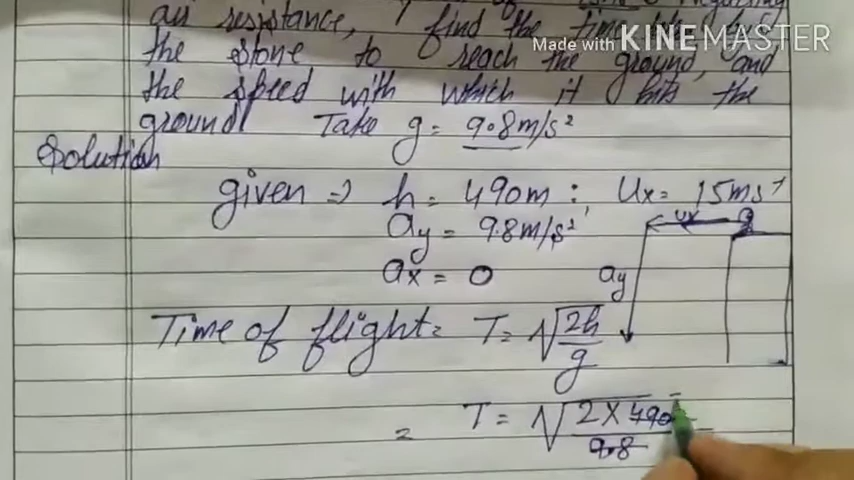 air resistance, find the time
Made with KINEMASTER
the stone to reach the ground, and
the speed with which it hits the
ground Take g = 9.8m/s²
Solution
given => h = 490m ; Ux = 15ms⁻¹
ay = 9.8m/s²
Ux
ax = 0
ay
Time of flight = T = √2h/g
= T = √2×490/9.8